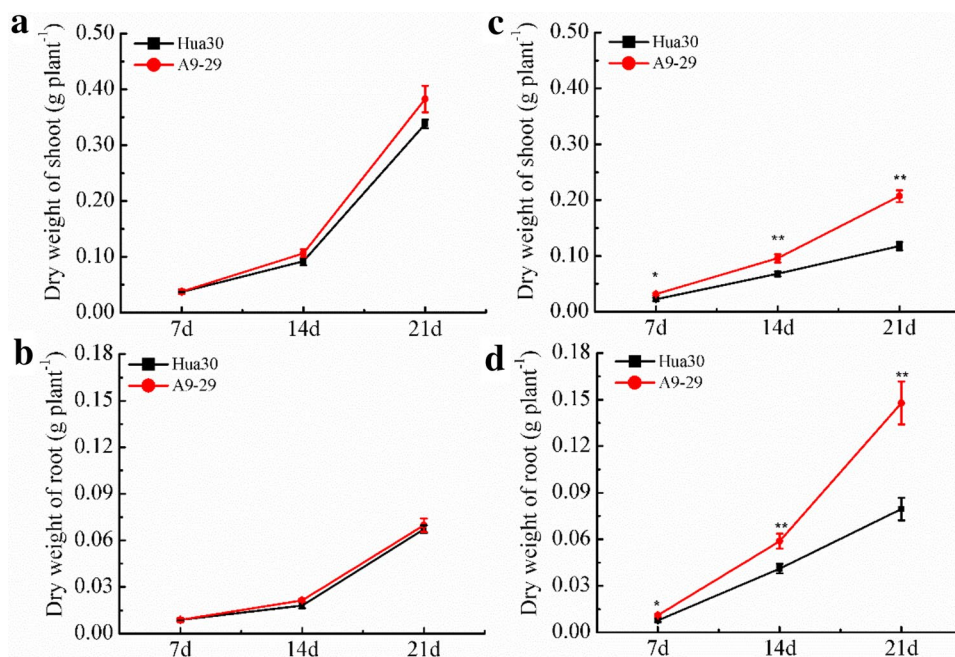 a
Dry weight of shoot (g plant⁻¹)
0.50
0.40
0.30
0.20
0.10
0.00
Hua30
A9-29
7d 14d 21d
c
Dry weight of shoot (g plant⁻¹)
0.50
0.40
0.30
0.20
0.10
0.00
Hua30
A9-29
*
**
**
7d 14d 21d
b
Dry weight of root (g plant⁻¹)
0.18
0.15
0.12
0.09
0.06
0.03
0.00
Hua30
A9-29
7d 14d 21d
d
Dry weight of root (g plant⁻¹)
0.18
0.15
0.12
0.09
0.06
0.03
0.00
Hua30
A9-29
*
**
**
7d 14d 21d